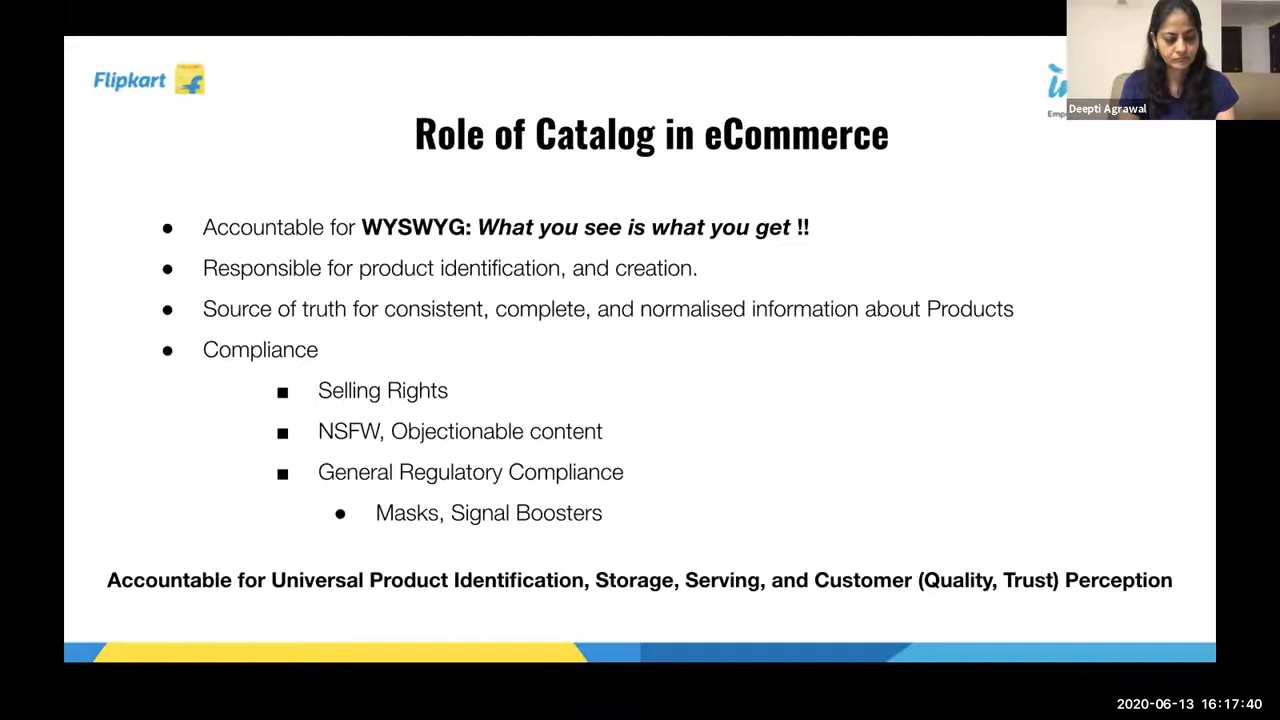 Flipkart
Deepti Agrawal
Role of Catalog in eCommerce
● Accountable for WYSWYG: What you see is what you get !!
● Responsible for product identification, and creation.
● Source of truth for consistent, complete, and normalised information about Products
● Compliance
■ Selling Rights
■ NSFW, Objectionable content
■ General Regulatory Compliance
● Masks, Signal Boosters
Accountable for Universal Product Identification, Storage, Serving, and Customer (Quality, Trust) Perception
2020-06-13 16:17:40